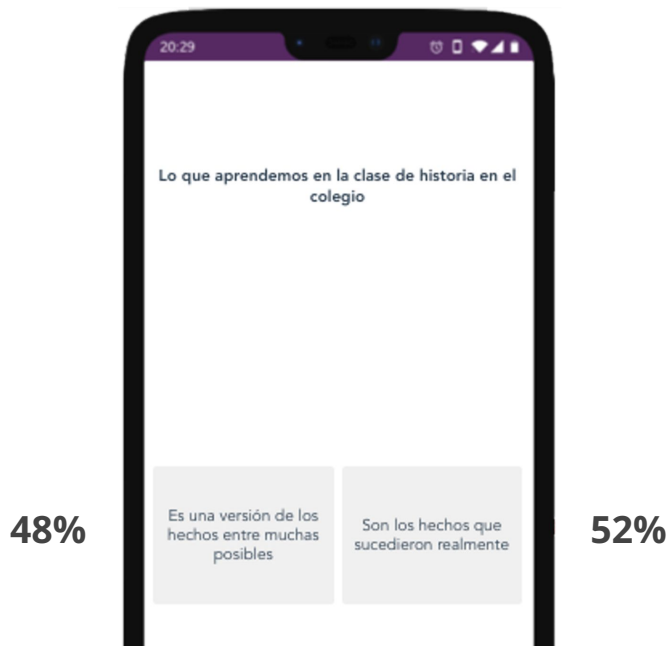 20:29
Lo que aprendemos en la clase de historia en el
colegio
48%
Es una versión de los
hechos entre muchas
posibles
Son los hechos que
sucedieron realmente
52%